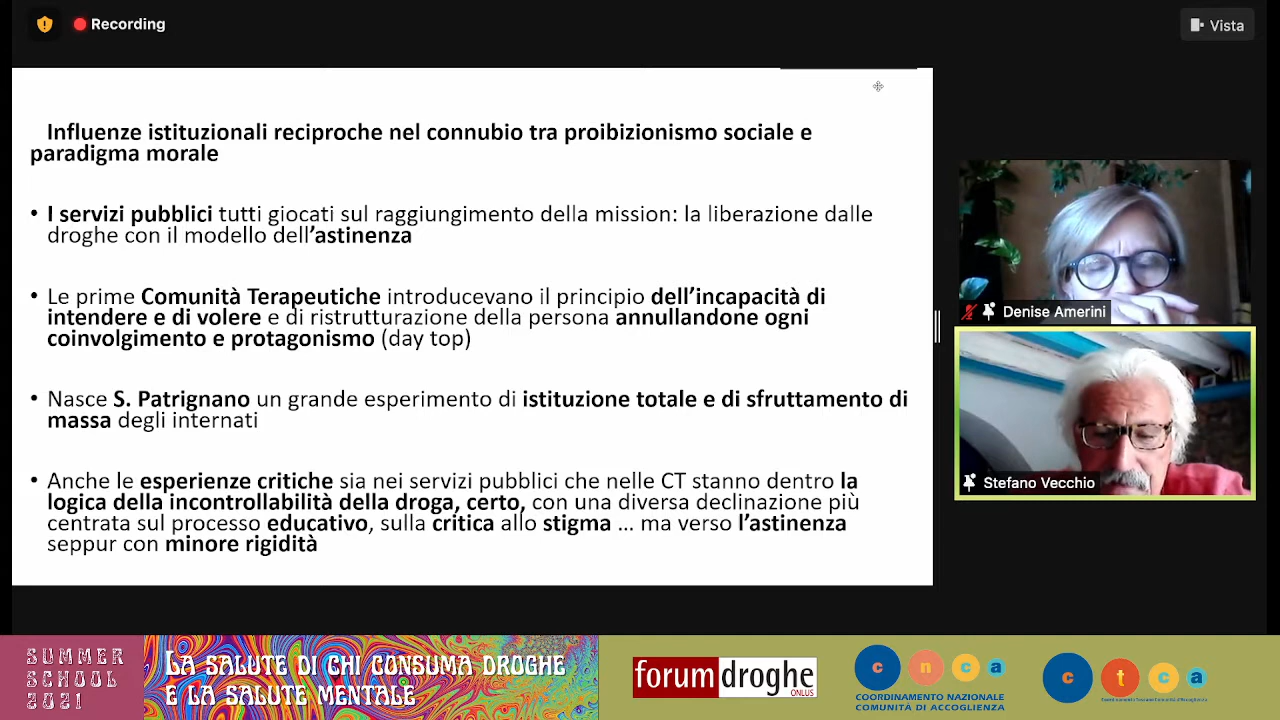 Recording
Vista
Influenze istituzionali reciproche nel connubio tra proibizionismo sociale e
paradigma morale
• I servizi pubblici tutti giocati sul raggiungimento della mission: la liberazione dalle
droghe con il modello dell'astinenza
• Le prime Comunità Terapeutiche introducevano il principio dell'incapacità di
intendere e di volere e di ristrutturazione della persona annullandone ogni
coinvolgimento e protagonismo (day top)
• Nasce S. Patrignano un grande esperimento di istituzione totale e di sfruttamento di
massa degli internati
• Anche le esperienze critiche sia nei servizi pubblici che nelle CT stanno dentro la
logica della incontrollabilità della droga, certo, con una diversa declinazione più
centrata sul processo educativo, sulla critica allo stigma ... ma verso l'astinenza
seppur con minore rigidità
Denise Amerini
Stefano Vecchio
SUMMER
SCHOOL
2021
LA SALUTE DI CHI CONSUMA DROGHE
E LA SALUTE MENTALE
forumdroghe
ONLUS
c n c a
COORDINAMENTO NAZIONALE
COMUNITÀ DI ACCOGLIENZA
c t c a